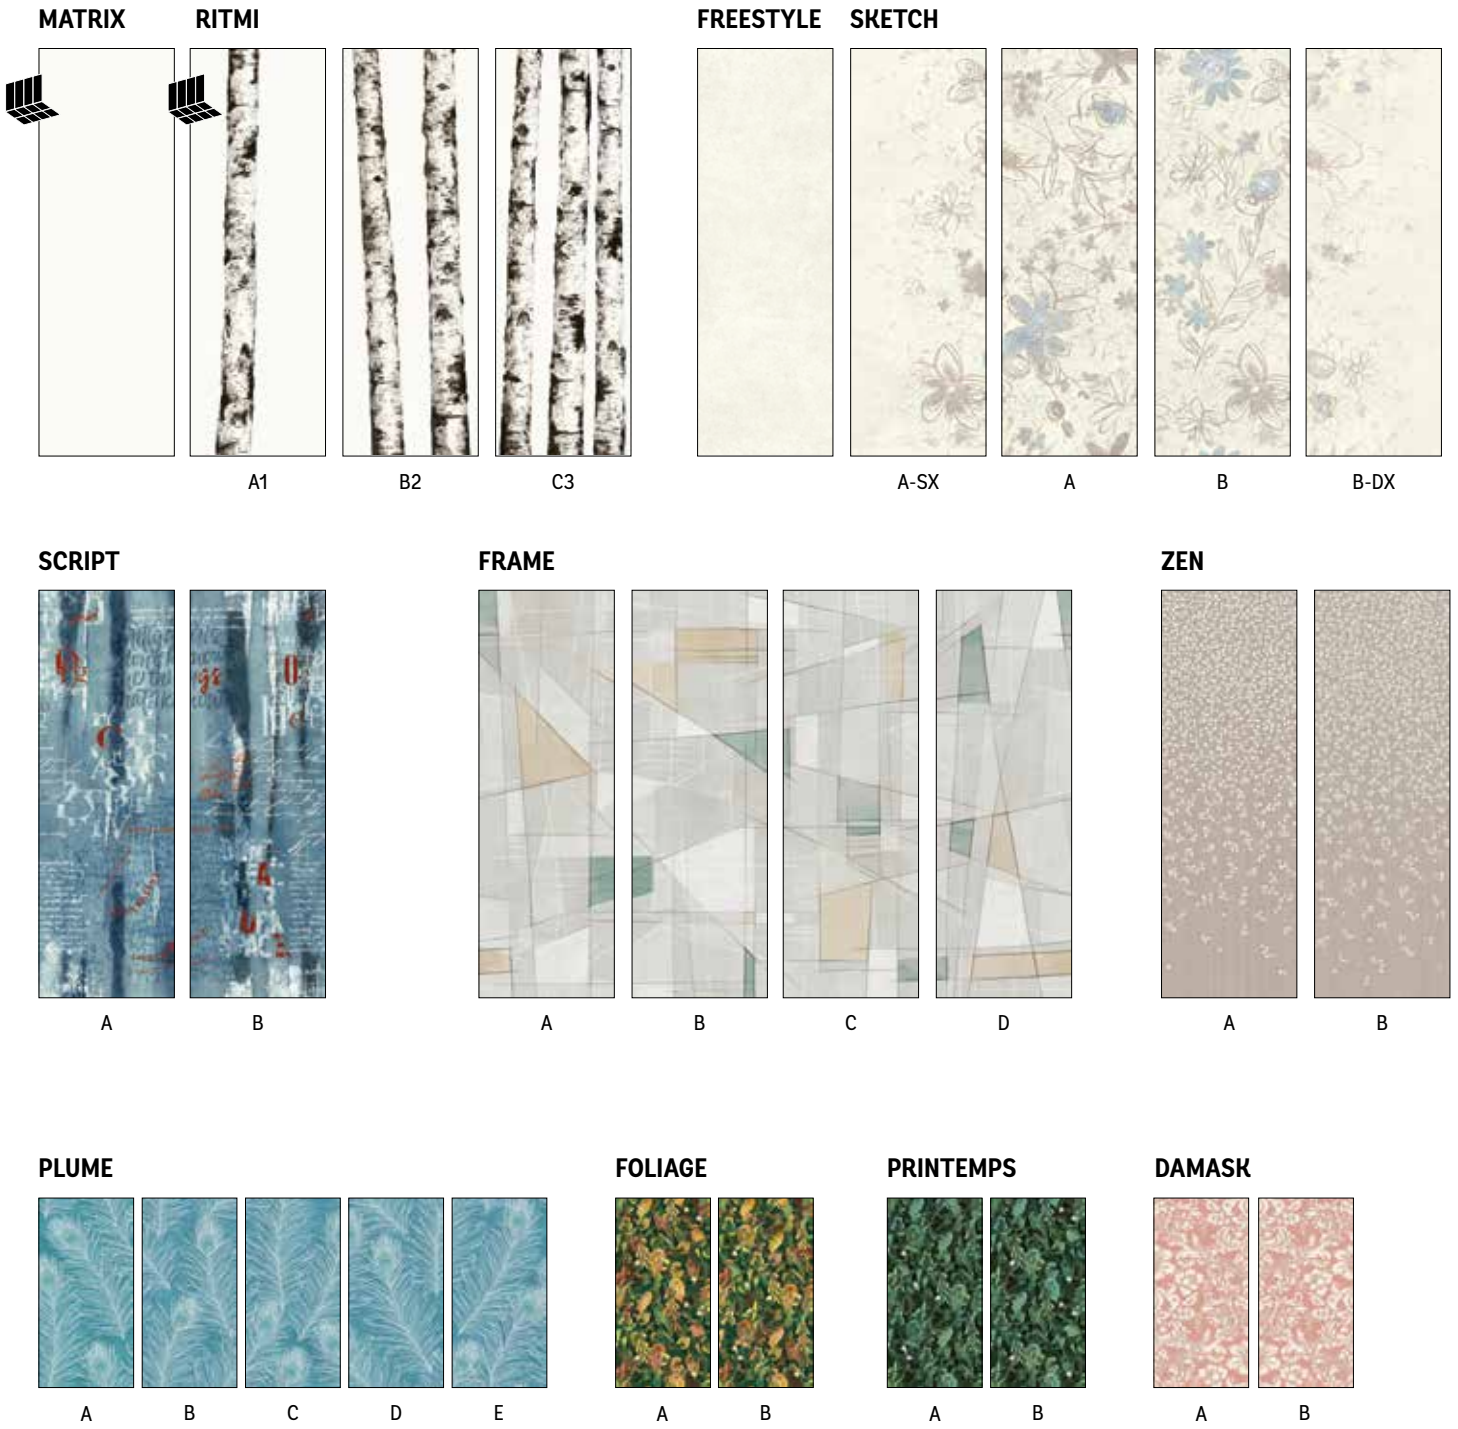 MATRIX RITMI FREESTYLE SKETCH
A1 B2 C3 A-SX A B B-DX
SCRIPT FRAME ZEN
A B A B C D A B
PLUME FOLIAGE PRINTEMPS DAMASK
A B C D E A B A B A B